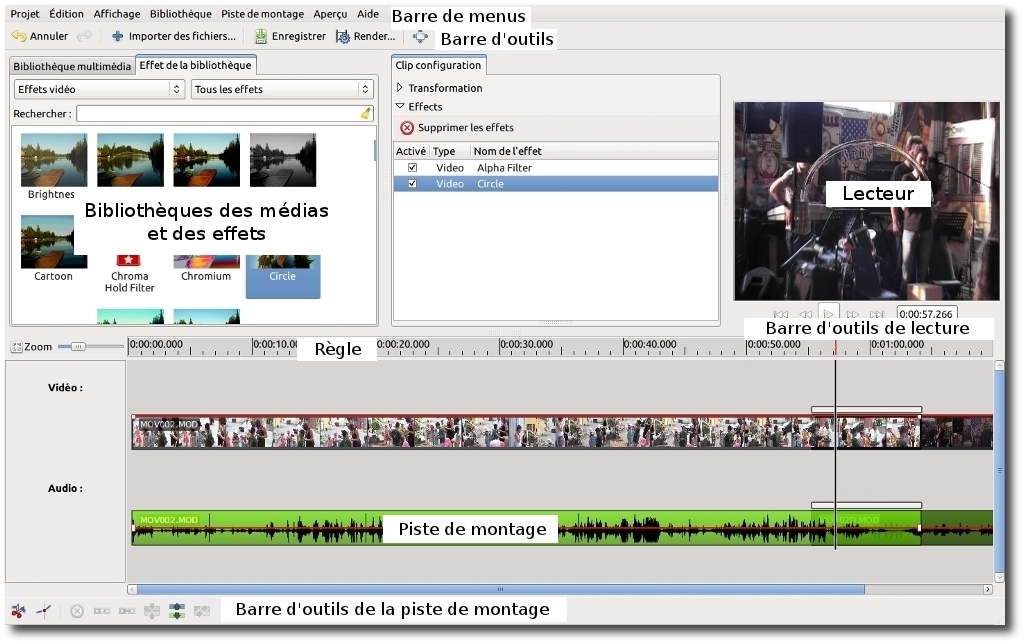 Projet Édition Affichage Bibliothèque Piste de montage Aperçu Aide Barre de menus
Annuler Importer des fichiers... Enregistrer Render... Barre d'outils
Bibliothèque multimédia Effet de la bibliothèque
Effets vidéo Tous les effets
Rechercher :
Brightnes
Bibliothèques des médias
et des effets
Cartoon Chroma Chromium Circle
Hold Filter
Clip configuration
Transformation
Effects
Supprimer les effets
Activé Type Nom de l'effet
Video Alpha Filter
Video Circle
Lecteur
0:00:57.266
Barre d'outils de lecture
Zoom 0:00:00.000 0:00:10.0 Règle 0:00:20.000 0:00:30.000 0:00:40.000 0:00:50.000 0:01:00.000
Vidéo :
MOV002.MOD
Audio :
MOV002.MOD
Piste de montage
Barre d'outils de la piste de montage